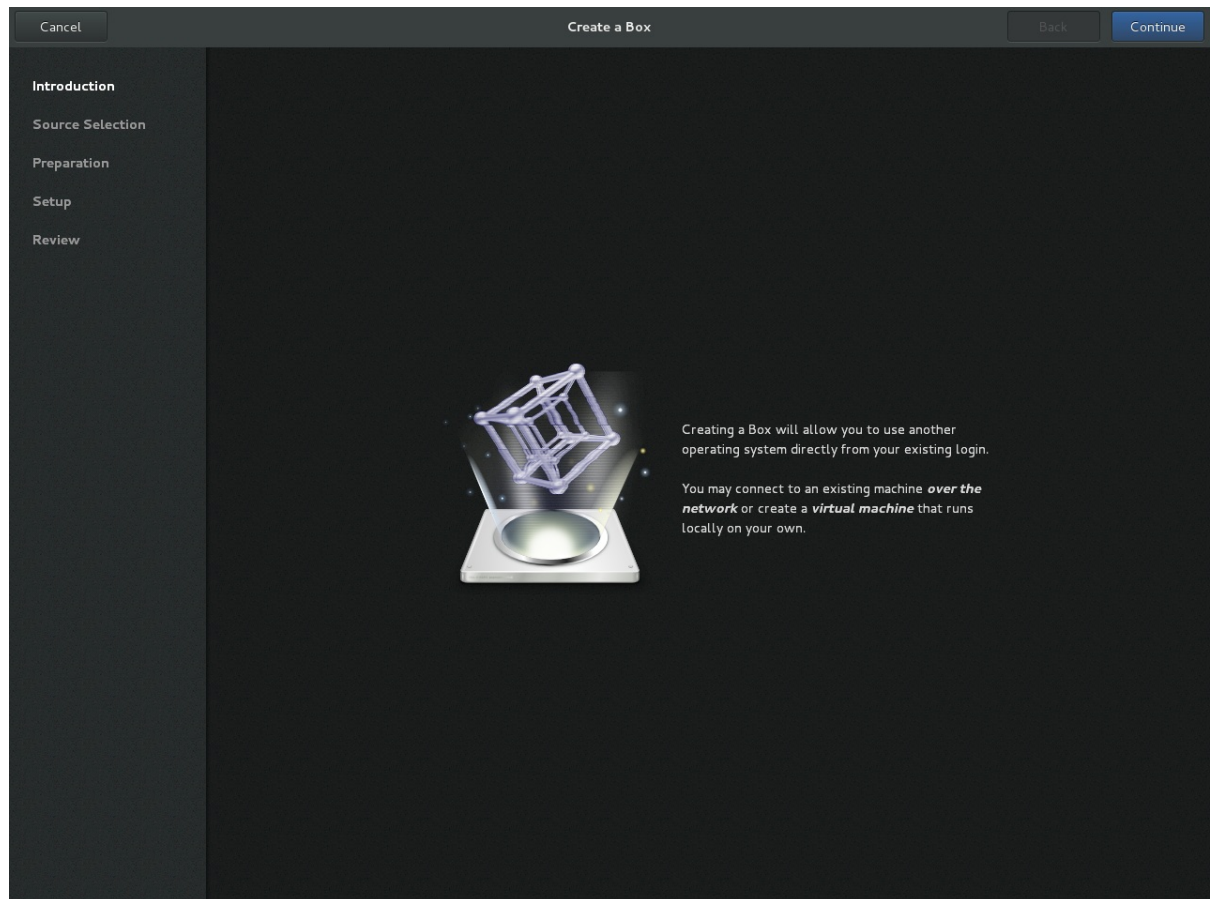 Cancel
Create a Box
Back
Continue
Introduction
Source Selection
Preparation
Setup
Review
Creating a Box will allow you to use another
operating system directly from your existing login.
You may connect to an existing machine over the
network or create a virtual machine that runs
locally on your own.